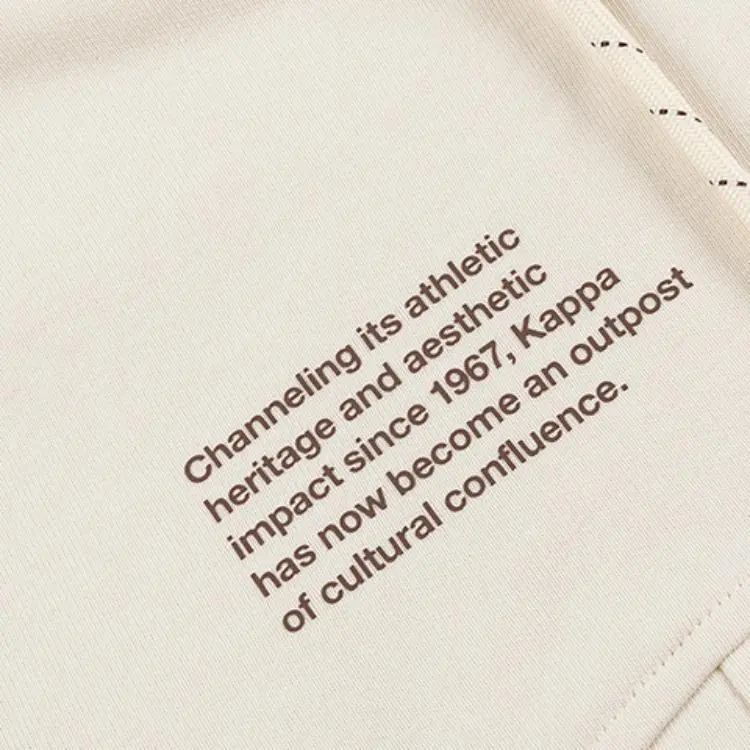 Channeling its athletic
heritage and aesthetic
impact since 1967, Kappa
has now become an outpost
of cultural confluence.